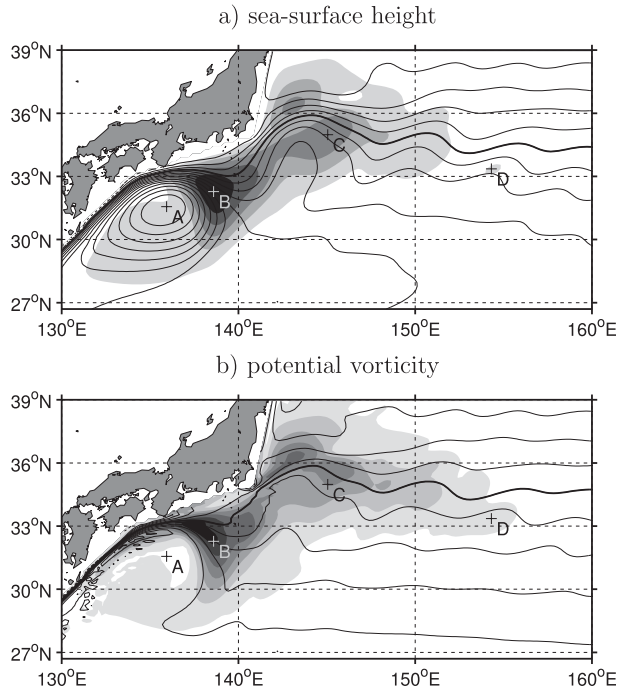 a) sea-surface height
39°N
36°N
33°N
30°N
27°N
A
B
C
D
130°E 140°E 150°E 160°E
b) potential vorticity
39°N
36°N
33°N
30°N
27°N
A
B
C
D
130°E 140°E 150°E 160°E